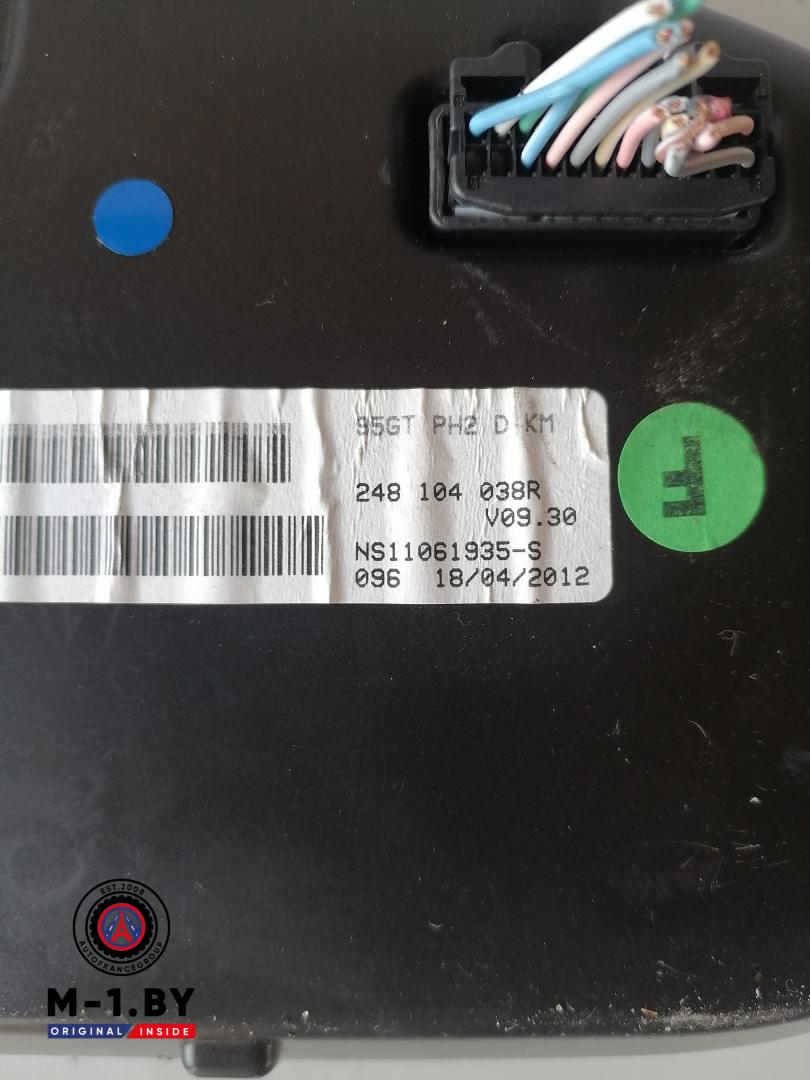 95GT PH2 D KM
248 104 038R
V09.30
NS11061935-S
096 18/04/2012
F
EST.2008
AUTOFRANCEGROUP
M-1.BY
ORIGINAL INSIDE